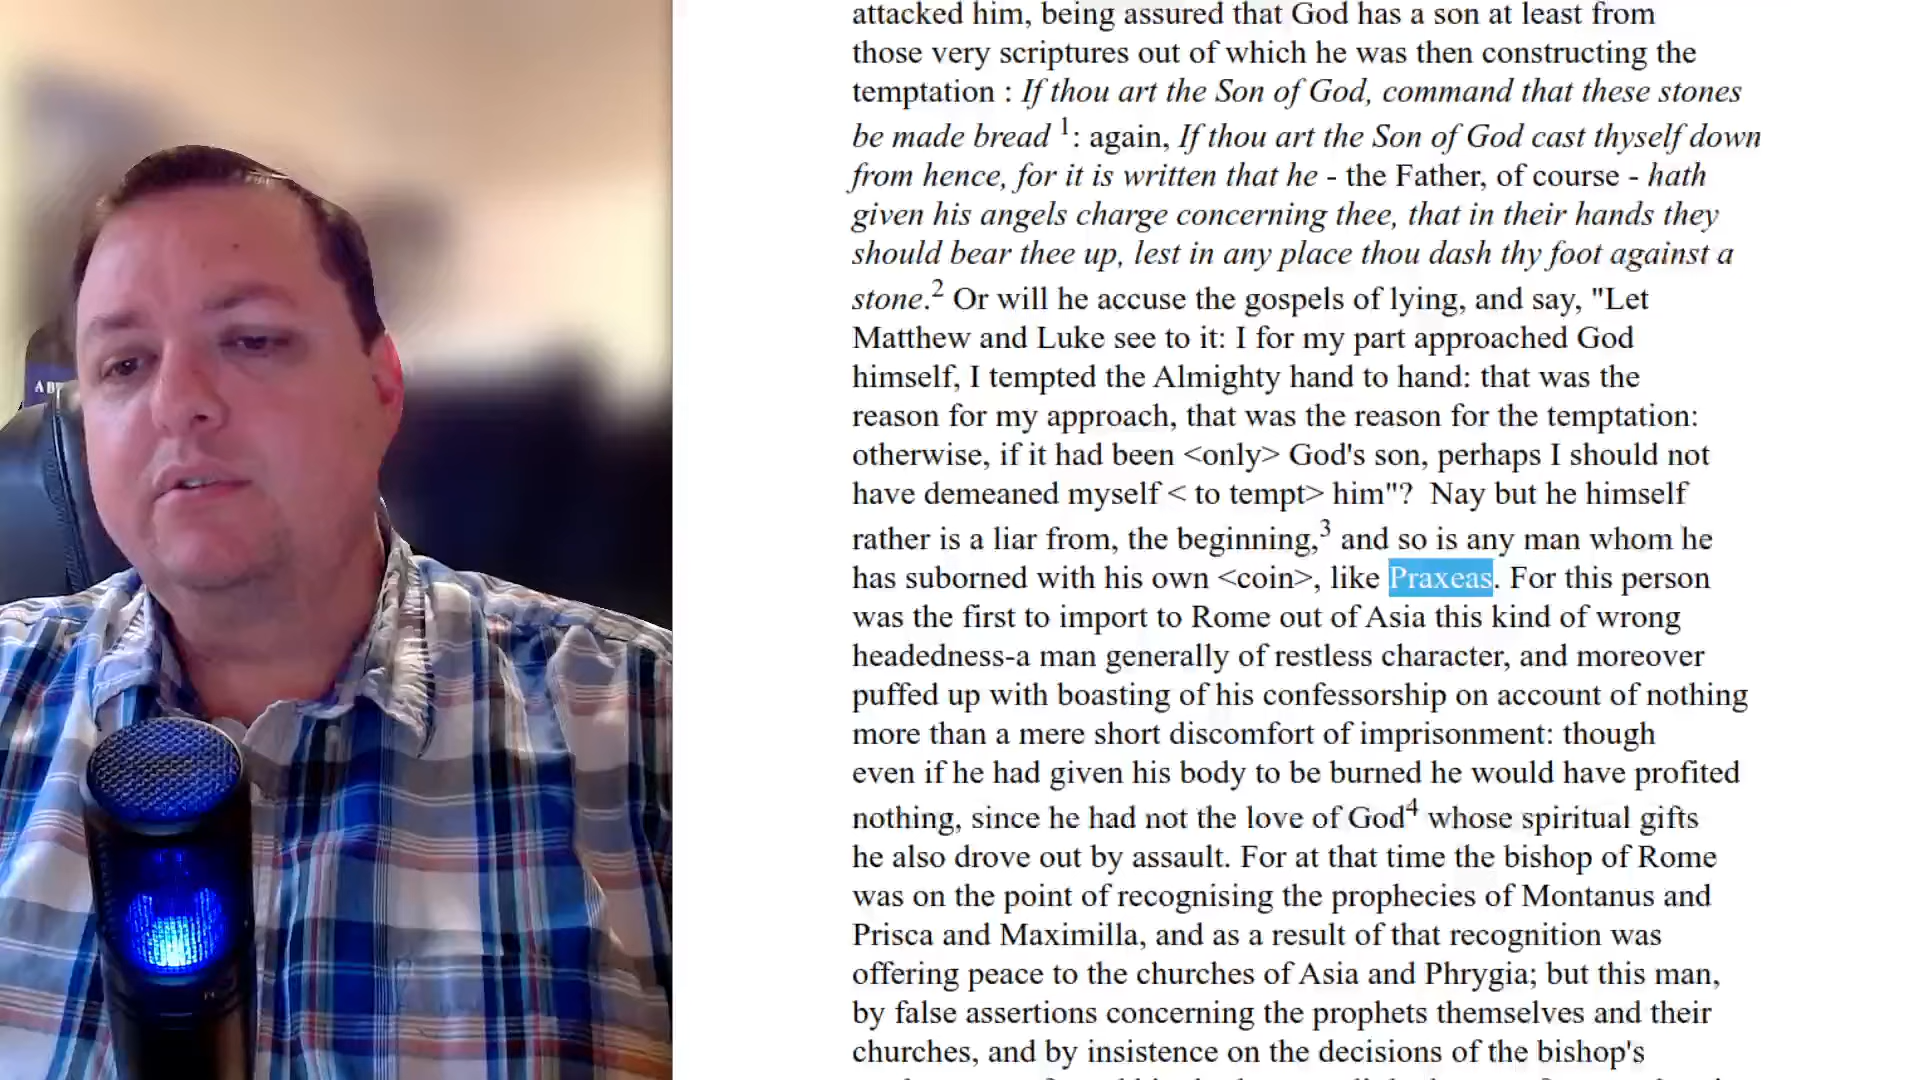 attacked him, being assured that God has a son at least from
those very scriptures out of which he was then constructing the
temptation : If thou art the Son of God, command that these stones
be made bread 1: again, If thou art the Son of God cast thyself down
from hence, for it is written that he - the Father, of course - hath
given his angels charge concerning thee, that in their hands they
should bear thee up, lest in any place thou dash thy foot against a
stone.2 Or will he accuse the gospels of lying, and say, "Let
Matthew and Luke see to it: I for my part approached God
himself, I tempted the Almighty hand to hand: that was the
reason for my approach, that was the reason for the temptation:
otherwise, if it had been <only> God's son, perhaps I should not
have demeaned myself < to tempt> him"? Nay but he himself
rather is a liar from, the beginning,3 and so is any man whom he
has suborned with his own <coin>, like Praxeas. For this person
was the first to import to Rome out of Asia this kind of wrong
headedness-a man generally of restless character, and moreover
puffed up with boasting of his confessorship on account of nothing
more than a mere short discomfort of imprisonment: though
even if he had given his body to be burned he would have profited
nothing, since he had not the love of God4 whose spiritual gifts
he also drove out by assault. For at that time the bishop of Rome
was on the point of recognising the prophecies of Montanus and
Prisca and Maximilla, and as a result of that recognition was
offering peace to the churches of Asia and Phrygia; but this man,
by false assertions concerning the prophets themselves and their
churches, and by insistence on the decisions of the bishop's